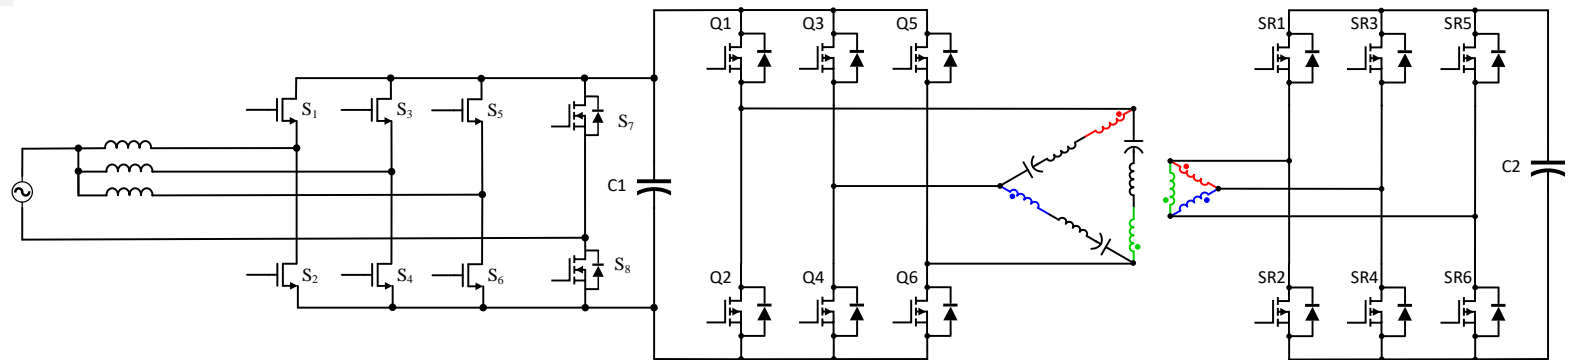 Q1 Q3 Q5 SR1 SR3 SR5
S1 S3 S5 S7
C1 C2
S2 S4 S6 S8
Q2 Q4 Q6 SR2 SR4 SR6